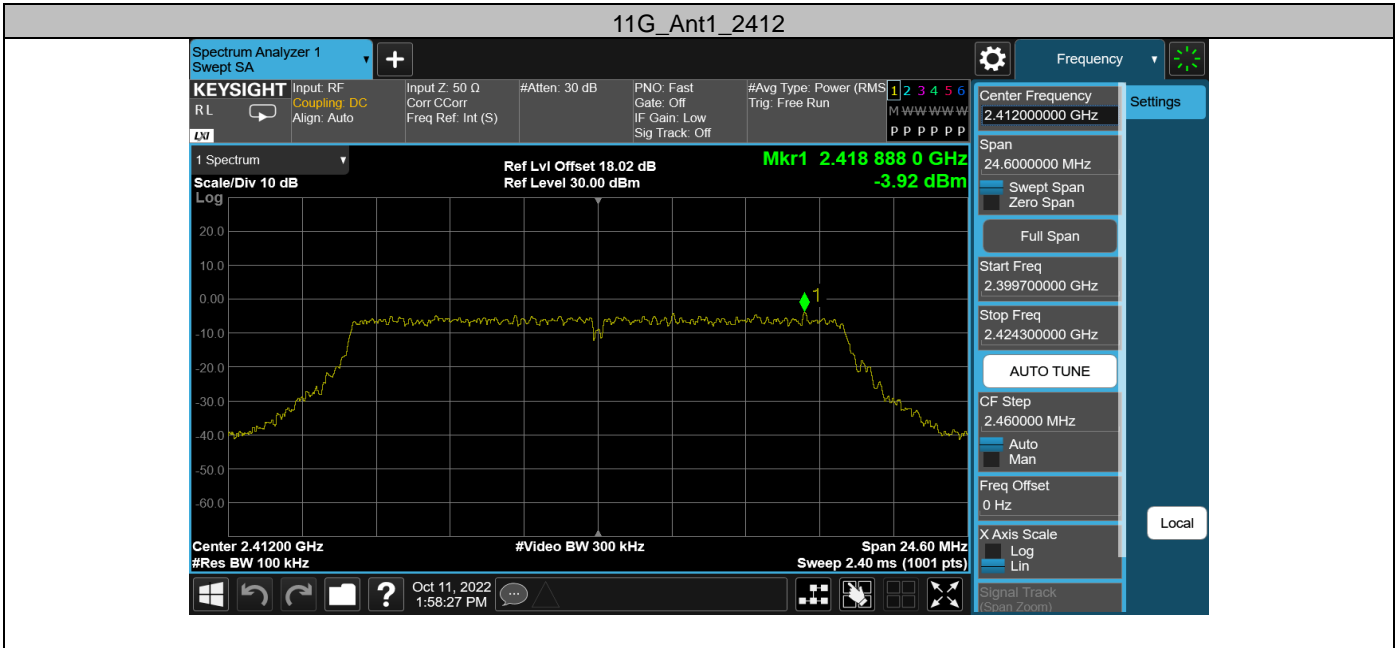 11G_Ant1_2412
Spectrum Analyzer 1
Swept SA
+
Frequency
KEYSIGHT
RL
LXI
Input: RF
Coupling: DC
Align: Auto
Input Z: 50 Ω
Corr CCorr
Freq Ref: Int (S)
#Atten: 30 dB
PNO: Fast
Gate: Off
IF Gain: Low
Sig Track: Off
#Avg Type: Power (RMS
Trig: Free Run
1 2 3 4 5 6
M W W W W W
P P P P P P
1 Spectrum
Scale/Div 10 dB
Ref Lvl Offset 18.02 dB
Ref Level 30.00 dBm
Mkr1 2.418 888 0 GHz
-3.92 dBm
Log
20.0
10.0
0.00
-10.0
-20.0
-30.0
-40.0
-50.0
-60.0
1
Center 2.41200 GHz
#Res BW 100 kHz
#Video BW 300 kHz
Span 24.60 MHz
Sweep 2.40 ms (1001 pts)
Center Frequency
2.412000000 GHz
Span
24.6000000 MHz
Swept Span
Zero Span
Full Span
Start Freq
2.399700000 GHz
Stop Freq
2.424300000 GHz
AUTO TUNE
CF Step
2.460000 MHz
Auto
Man
Freq Offset
0 Hz
X Axis Scale
Log
Lin
Signal Track
(Span Zoom)
Settings
Local
?
Oct 11, 2022
1:58:27 PM